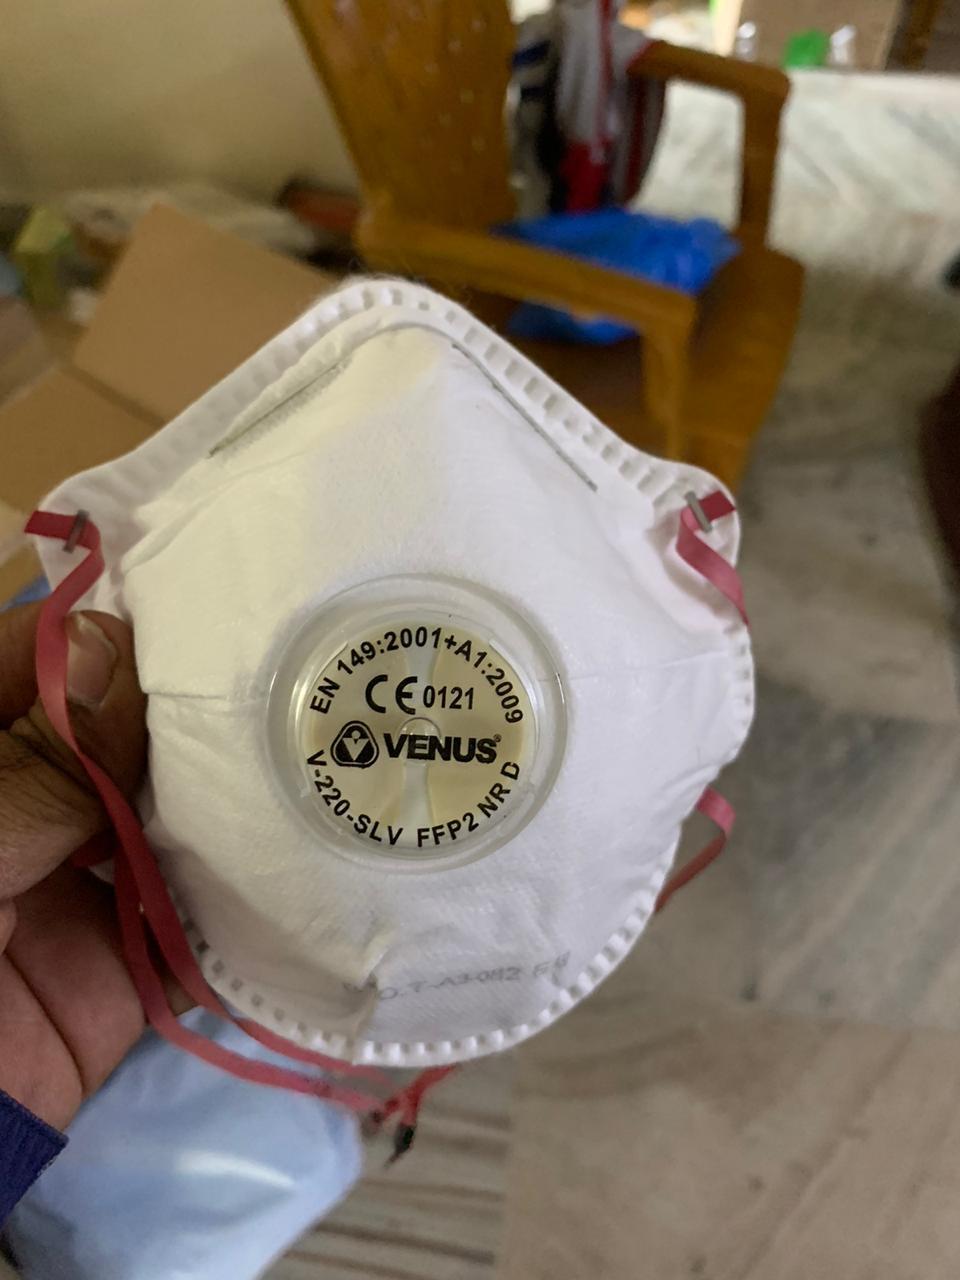 EN 149:2001+A1:2009
CE 0121
VENUS®
V-220-SLV FFP2 NR D